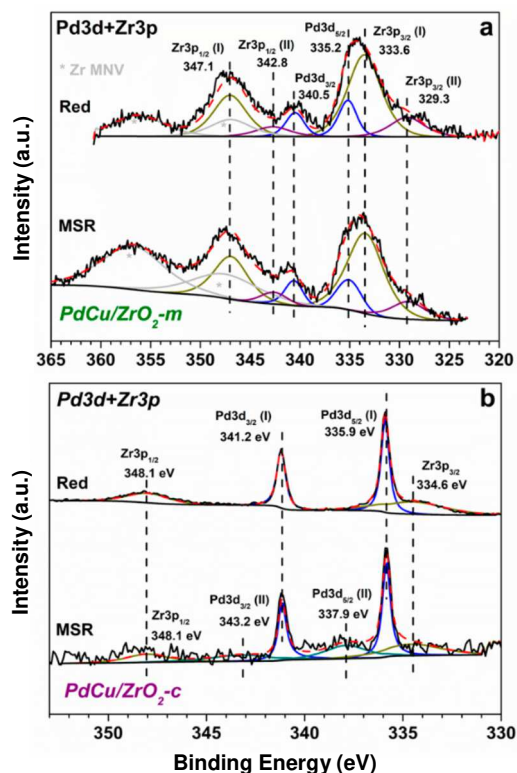 Pd3d+Zr3p
a
* Zr MNV
Zr3p1/2 (I)
347.1
Zr3p1/2 (II)
342.8
Pd3d3/2
340.5
Pd3d5/2
335.2
Zr3p3/2 (I)
333.6
Zr3p3/2 (II)
329.3
Red
MSR
PdCu/ZrO2-m
365 360 355 350 345 340 335 330 325 320
Intensity (a.u.)
Pd3d+Zr3p
b
Zr3p1/2
348.1 eV
Pd3d3/2 (I)
341.2 eV
Pd3d5/2 (I)
335.9 eV
Zr3p3/2
334.6 eV
Red
MSR
Zr3p1/2
348.1 eV
Pd3d3/2 (II)
343.2 eV
Pd3d5/2 (II)
337.9 eV
PdCu/ZrO2-c
350 345 340 335 330
Intensity (a.u.)
Binding Energy (eV)